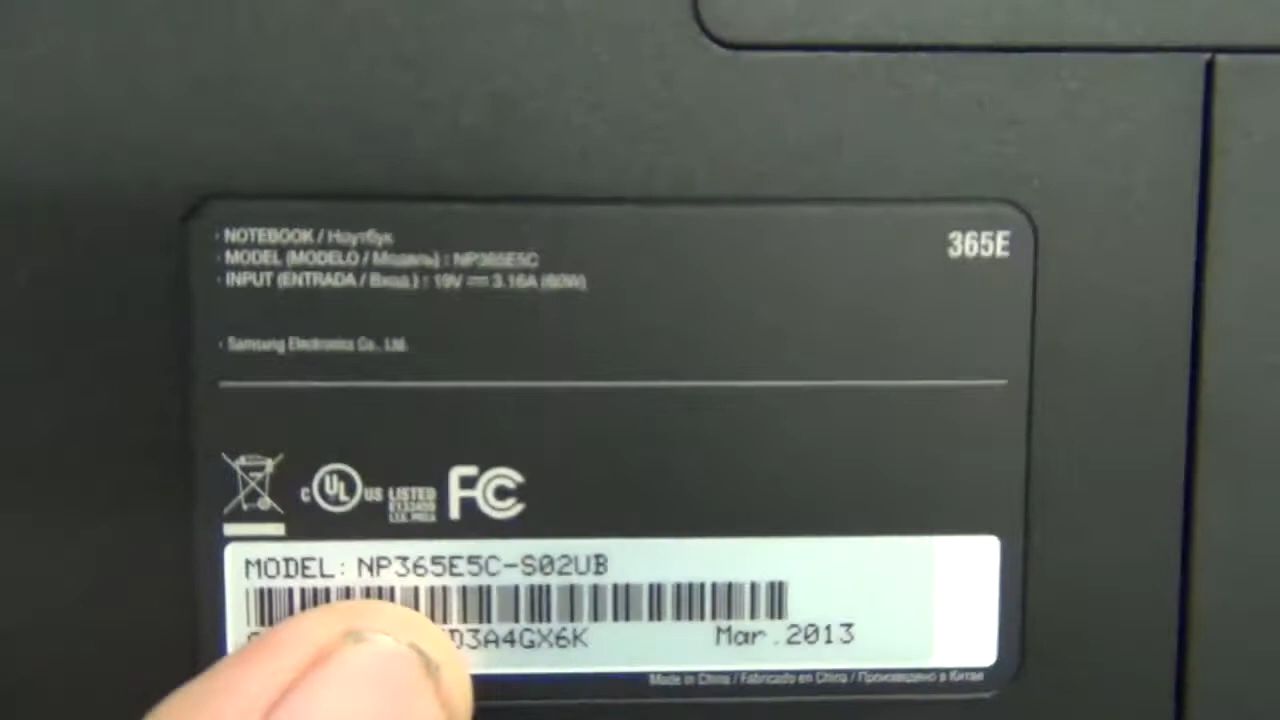 · NOTEBOOK / Ноутбук
365E
· MODEL (MODELO / Модель) : NP365E5C
· INPUT (ENTRADA / Вход) : 19V ⎓ 3.16A (60W)
· Samsung Electronics Co., Ltd.
C UL US LISTED
FC
MODEL: NP365E5C-S02UB
D3A4GX6K
Mar.2013
Made in China / Fabricado en China / Произведено в Китае